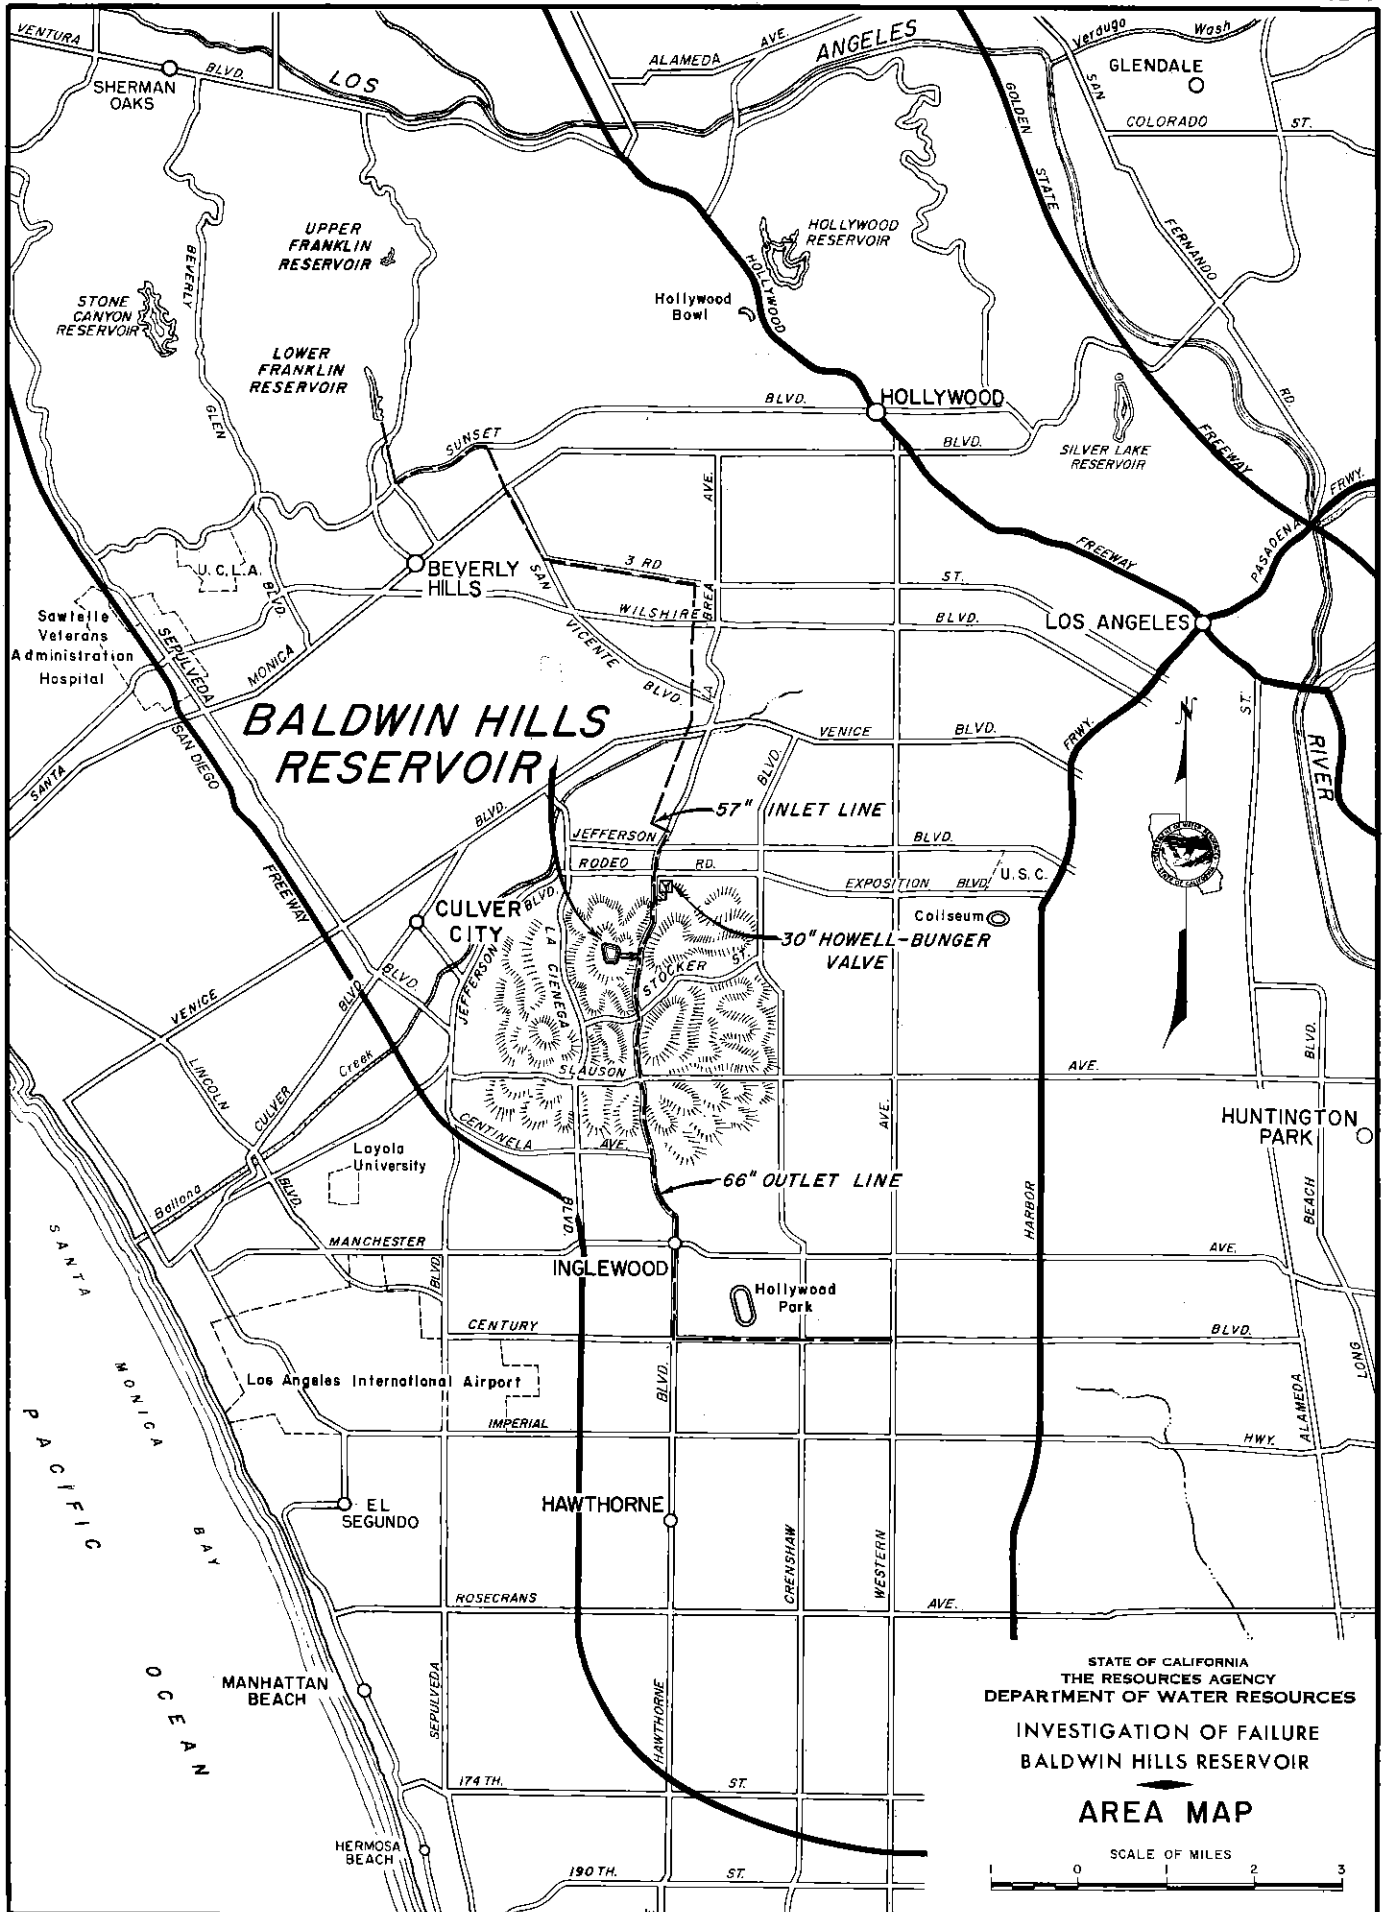 VENTURA
BLVD.
SHERMAN
OAKS
LOS
ANGELES
ALAMEDA
AVE.
Verdugo
Wash
GLENDALE
SAN
FERNANDO
RD.
COLORADO
ST.
GOLDEN
STATE
FREEWAY
UPPER
FRANKLIN
RESERVOIR
HOLLYWOOD
RESERVOIR
BEVERLY
GLEN
BLVD.
STONE
CANYON
RESERVOIR
Hollywood
Bowl
HOLLYWOOD
FREEWAY
LOWER
FRANKLIN
RESERVOIR
SUNSET
BLVD.
HOLLYWOOD
BLVD.
SILVER LAKE
RESERVOIR
PASADENA
FRWY.
U.C.L.A.
BEVERLY
HILLS
SAN
VICENTE
BLVD.
3 RD
ST.
WILSHIRE
BLVD.
LA
BREA
AVE.
LOS ANGELES
Sawtelle
Veterans
Administration
Hospital
SEPULVEDA
SANTA
MONICA
SAN DIEGO
FREEWAY
BALDWIN HILLS
RESERVOIR
VENICE
BLVD.
BLVD.
FRWY.
ST.
RIVER
BLVD.
57" INLET LINE
JEFFERSON
BLVD.
RODEO
RD.
EXPOSITION
BLVD.
U.S.C.
Coliseum
CULVER
CITY
BLVD.
LA
CIENEGA
30" HOWELL-BUNGER
VALVE
STOCKER
ST.
JEFFERSON
BLVD.
BLVD.
VENICE
LINCOLN
BLVD.
CULVER
Creek
Ballona
SLAUSON
AVE.
CENTINELA
AVE.
AVE.
BLVD.
HUNTINGTON
PARK
Loyola
University
66" OUTLET LINE
HARBOR
BEACH
LONG
MANCHESTER
AVE.
BLVD.
BLVD.
INGLEWOOD
Hollywood
Park
CENTURY
BLVD.
Los Angeles International Airport
BLVD.
ALAMEDA
IMPERIAL
HWY.
SANTA
MONICA
BAY
PACIFIC
OCEAN
EL
SEGUNDO
HAWTHORNE
CRENSHAW
WESTERN
ROSECRANS
AVE.
MANHATTAN
BEACH
SEPULVEDA
HAWTHORNE
174 TH.
ST.
HERMOSA
BEACH
190 TH.
ST.
STATE OF CALIFORNIA
THE RESOURCES AGENCY
DEPARTMENT OF WATER RESOURCES
INVESTIGATION OF FAILURE
BALDWIN HILLS RESERVOIR
AREA MAP
SCALE OF MILES
1 0 1 2 3